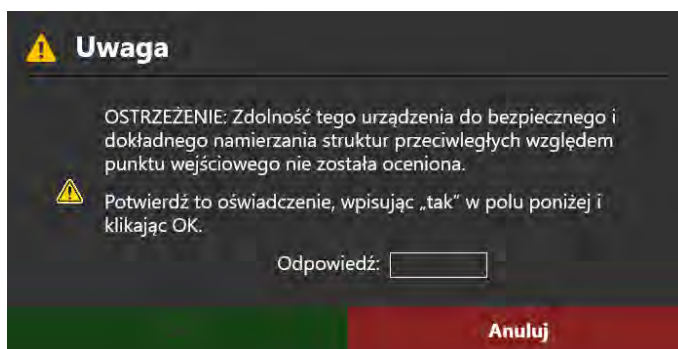 Uwaga
OSTRZEŻENIE: Zdolność tego urządzenia do bezpiecznego i
dokładnego namierzania struktur przeciwległych względem
punktu wejściowego nie została oceniona.
Potwierdź to oświadczenie, wpisując „tak” w polu poniżej i
klikając OK.
Odpowiedź:
Anuluj